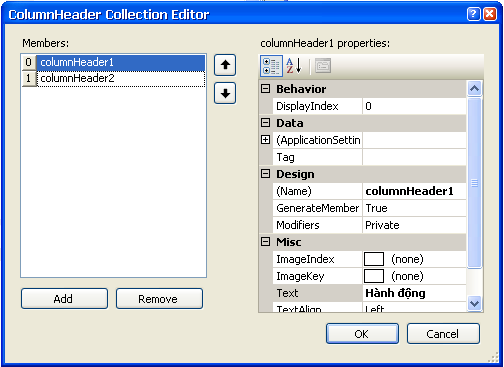 ColumnHeader Collection Editor
Members:
0 columnHeader1
1 columnHeader2
Add
Remove
columnHeader1 properties:
Behavior
DisplayIndex 0
Data
(ApplicationSettin
Tag
Design
(Name) columnHeader1
GenerateMember True
Modifiers Private
Misc
ImageIndex (none)
ImageKey (none)
Text Hành động
TextAlign Left
OK
Cancel